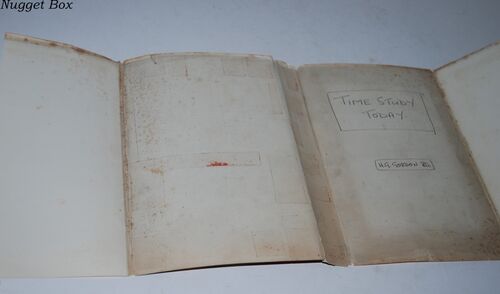 Nugget Box
TIME STUDY
TODAY
H.G. GORDON